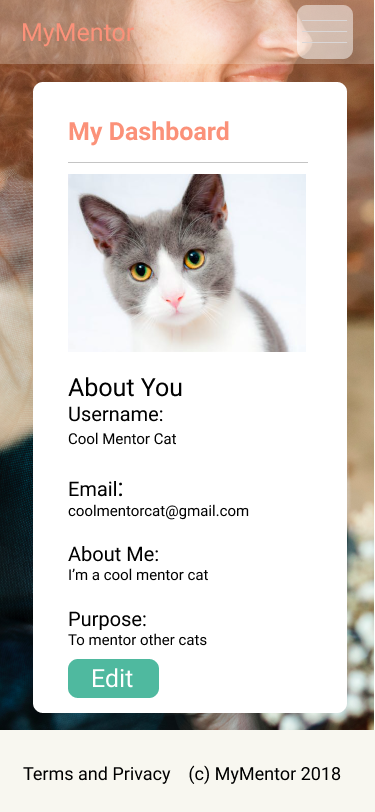 MyMentor
My Dashboard
About You
Username:
Cool Mentor Cat
Email:
coolmentorcat@gmail.com
About Me:
I'm a cool mentor cat
Purpose:
To mentor other cats
Edit
Terms and Privacy (c) MyMentor 2018